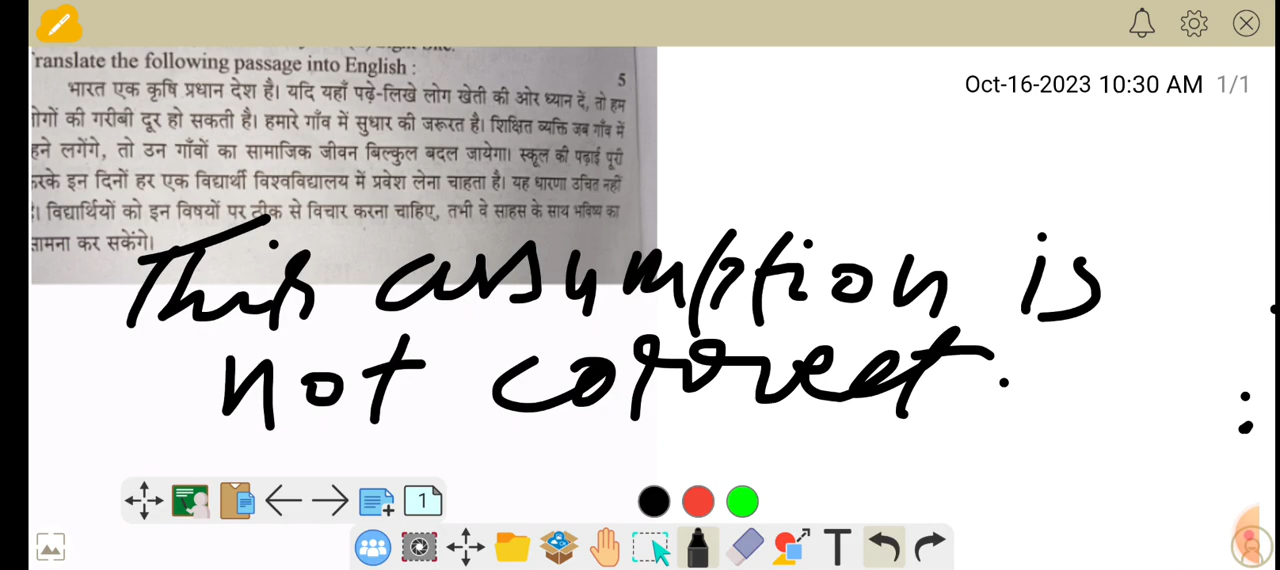 Translate the following passage into English :
5
Oct-16-2023 10:30 AM 1/1
भारत एक कृषि प्रधान देश है। यदि यहाँ पढ़े-लिखे लोग खेती की ओर ध्यान दें, तो हम
लोगों की गरीबी दूर हो सकती है। हमारे गाँव में सुधार की जरूरत है। शिक्षित व्यक्ति जब गाँव में
रहने लगेंगे, तो उन गाँवों का सामाजिक जीवन बिल्कुल बदल जायेगा। स्कूल की पढ़ाई पूरी
करके इन दिनों हर एक विद्यार्थी विश्वविद्यालय में प्रवेश लेना चाहता है। यह धारणा उचित नहीं
है। विद्यार्थियों को इन विषयों पर ठीक से विचार करना चाहिए, तभी वे साहस के साथ भविष्य का
सामना कर सकेंगे।
This assumption is
not correct.
1
T